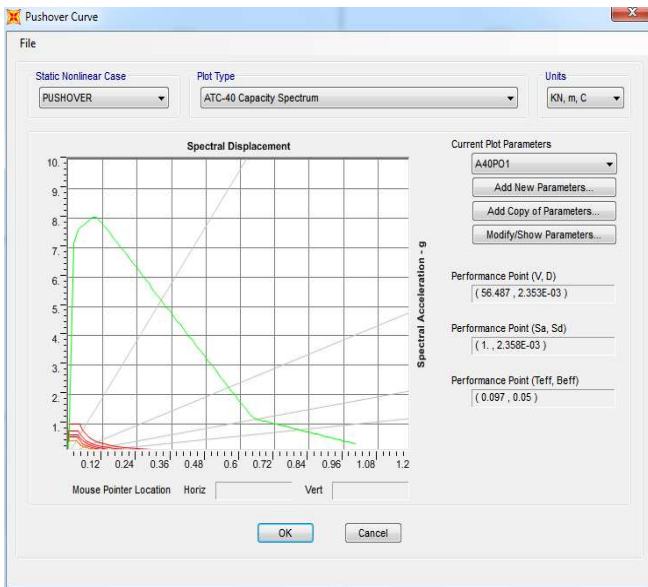 Pushover Curve
File
Static Nonlinear Case
PUSHOVER
Plot Type
ATC-40 Capacity Spectrum
Units
KN, m, C
Spectral Displacement
10.
9.
8.
7.
6.
5.
4.
3.
2.
1.
0.12 0.24 0.36 0.48 0.6 0.72 0.84 0.96 1.08 1.2
Spectral Acceleration - g
Mouse Pointer Location Horiz Vert
Current Plot Parameters
A40PO1
Add New Parameters...
Add Copy of Parameters...
Modify/Show Parameters...
Performance Point (V, D)
( 56.487 , 2.353E-03 )
Performance Point (Sa, Sd)
( 1. , 2.358E-03 )
Performance Point (Teff, Beff)
( 0.097 , 0.05 )
OK Cancel